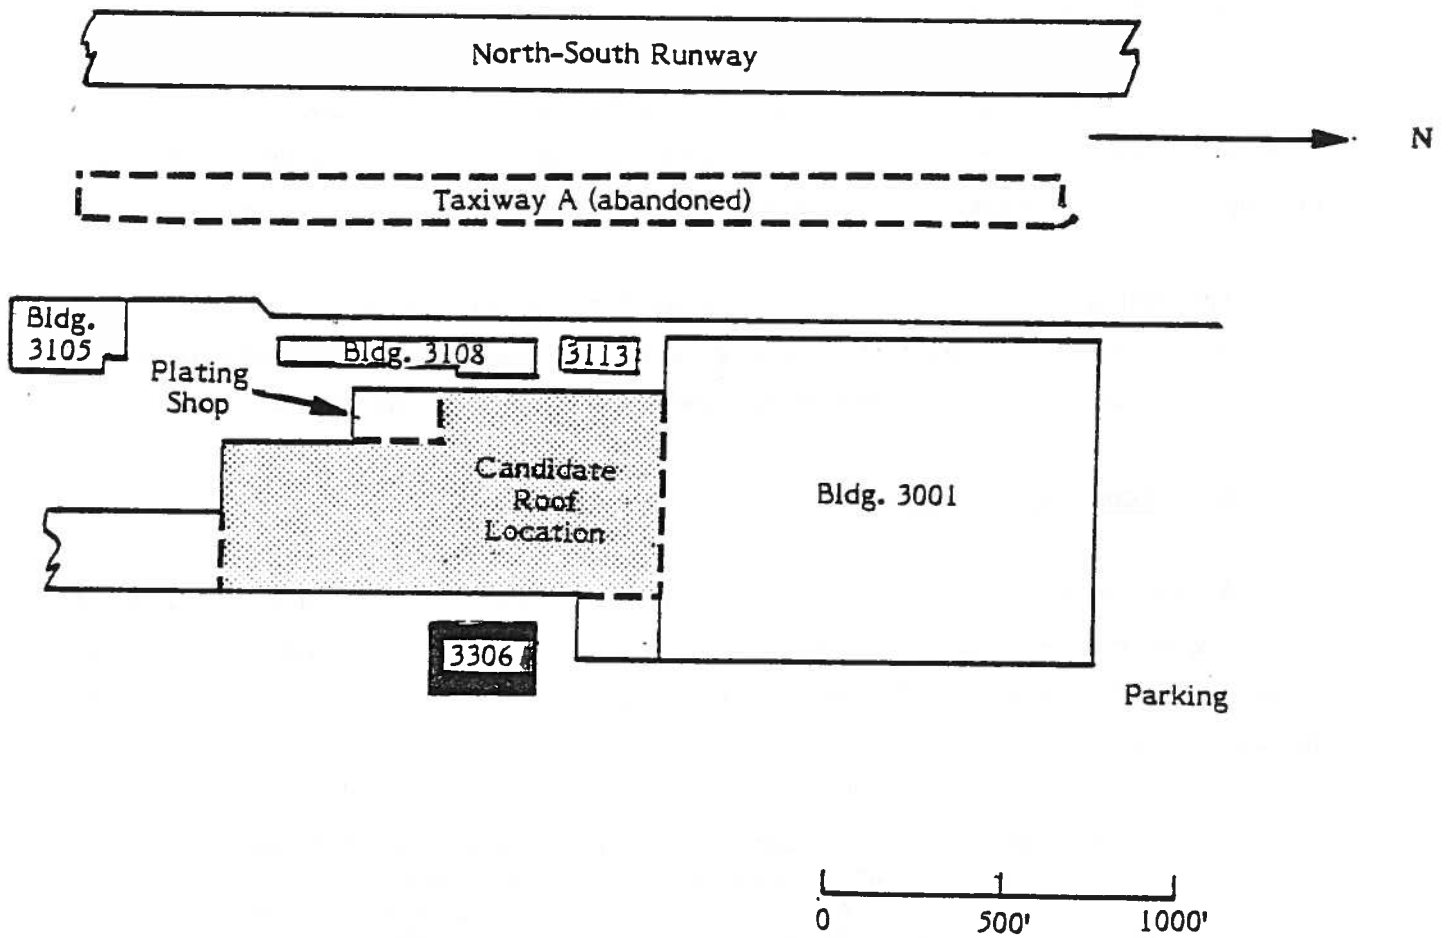 North-South Runway
N
Taxiway A (abandoned)
Bldg.
3105
Bldg. 3108
3113
Plating
Shop
Candidate
Roof
Location
Bldg. 3001
3306
Parking
0
500'
1000'